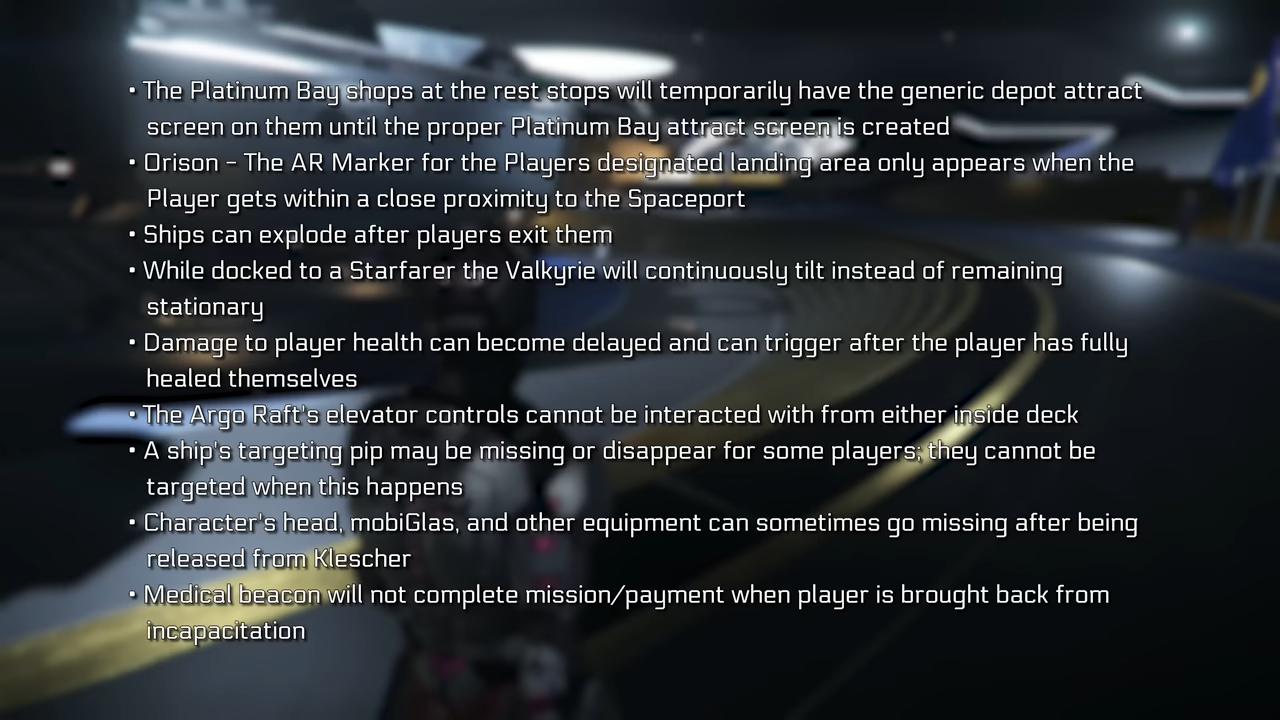 • The Platinum Bay shops at the rest stops will temporarily have the generic depot attract
screen on them until the proper Platinum Bay attract screen is created
• Orison - The AR Marker for the Players designated landing area only appears when the
Player gets within a close proximity to the Spaceport
• Ships can explode after players exit them
• While docked to a Starfarer the Valkyrie will continuously tilt instead of remaining
stationary
• Damage to player health can become delayed and can trigger after the player has fully
healed themselves
• The Argo Raft's elevator controls cannot be interacted with from either inside deck
• A ship's targeting pip may be missing or disappear for some players; they cannot be
targeted when this happens
• Character's head, mobiGlas, and other equipment can sometimes go missing after being
released from Klescher
• Medical beacon will not complete mission/payment when player is brought back from
incapacitation